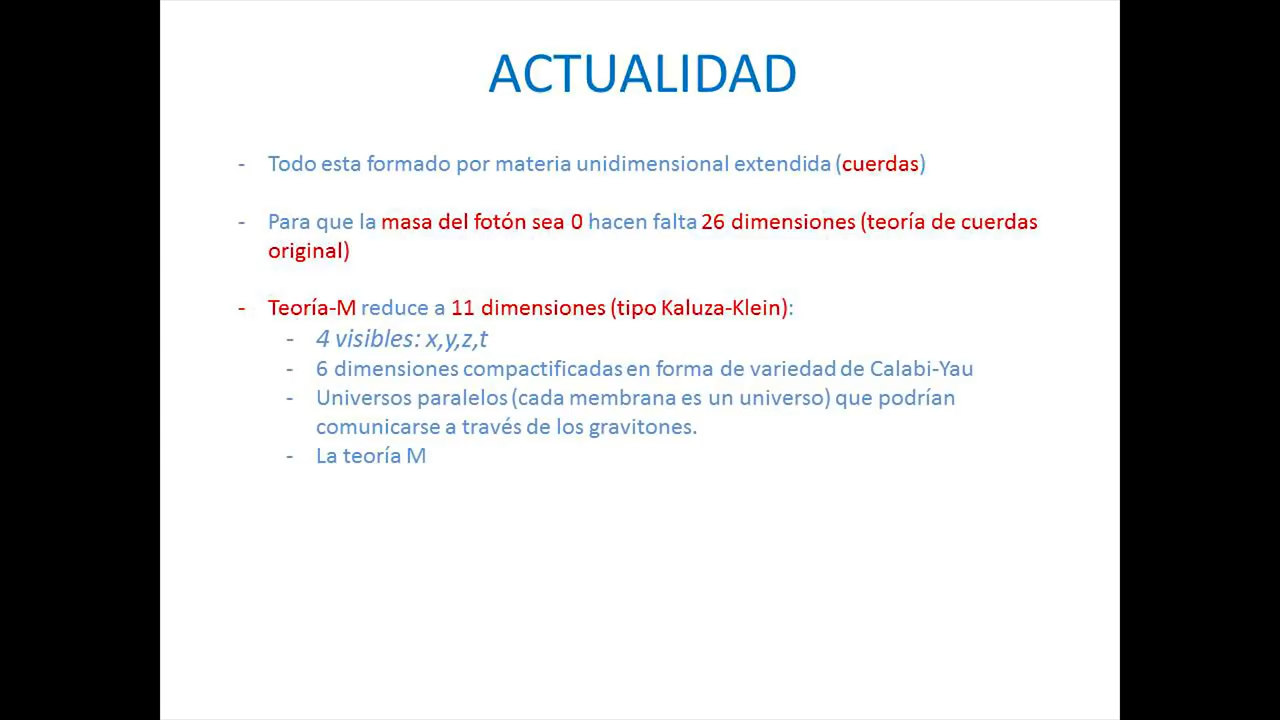 ACTUALIDAD
- Todo esta formado por materia unidimensional extendida (cuerdas)
- Para que la masa del fotón sea 0 hacen falta 26 dimensiones (teoría de cuerdas
original)
- Teoría-M reduce a 11 dimensiones (tipo Kaluza-Klein):
- 4 visibles: x,y,z,t
- 6 dimensiones compactificadas en forma de variedad de Calabi-Yau
- Universos paralelos (cada membrana es un universo) que podrían
comunicarse a través de los gravitones.
- La teoría M